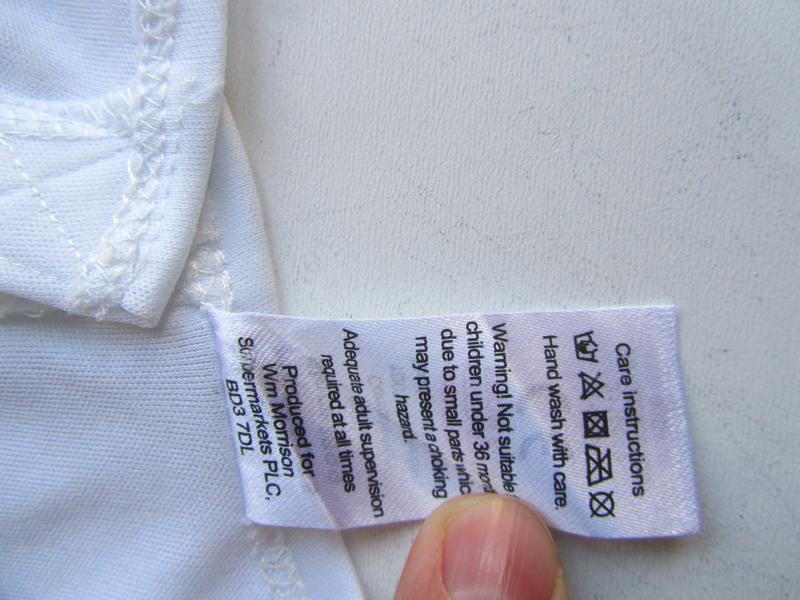 Care instructions
Hand wash with care.
Warning! Not suitable
children under 36
due to small parts
may present a choking
hazard.
Adequate adult supervision
required at all times
Produced for
Wm Morrison
Supermarkets PLC,
BD3 7DL